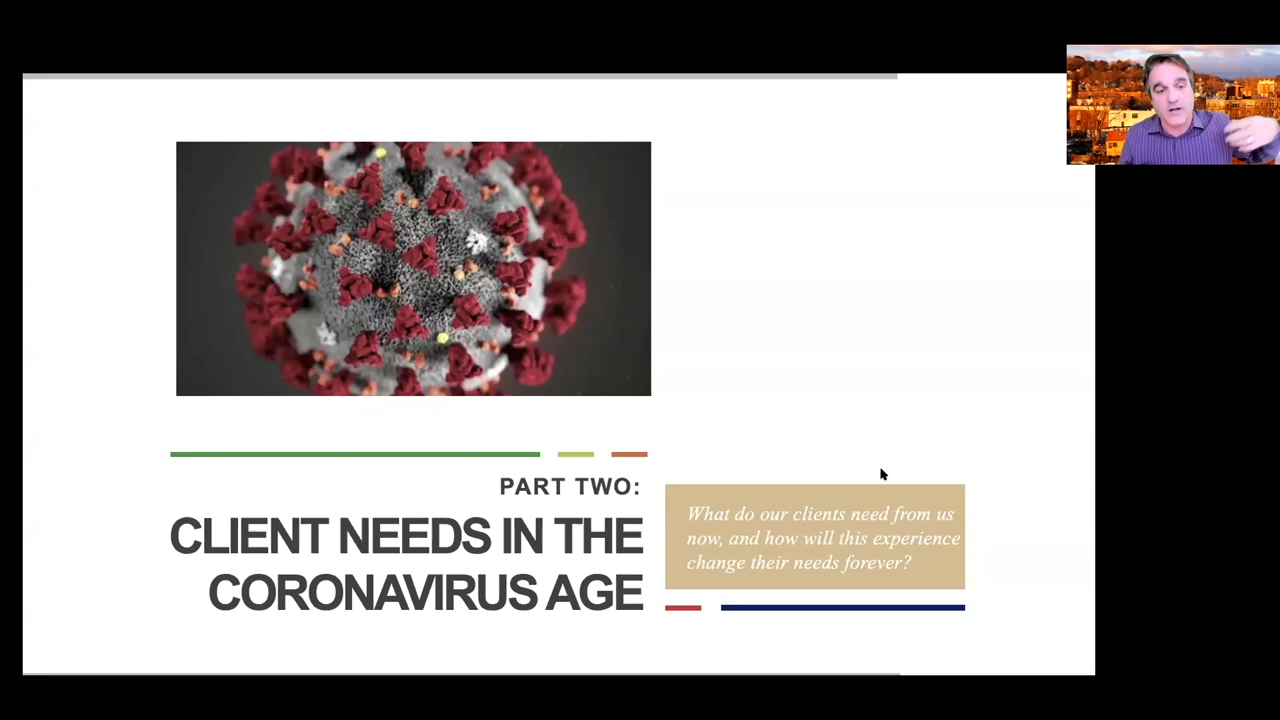 PART TWO:
CLIENT NEEDS IN THE
CORONAVIRUS AGE
What do our clients need from us
now, and how will this experience
change their needs forever?